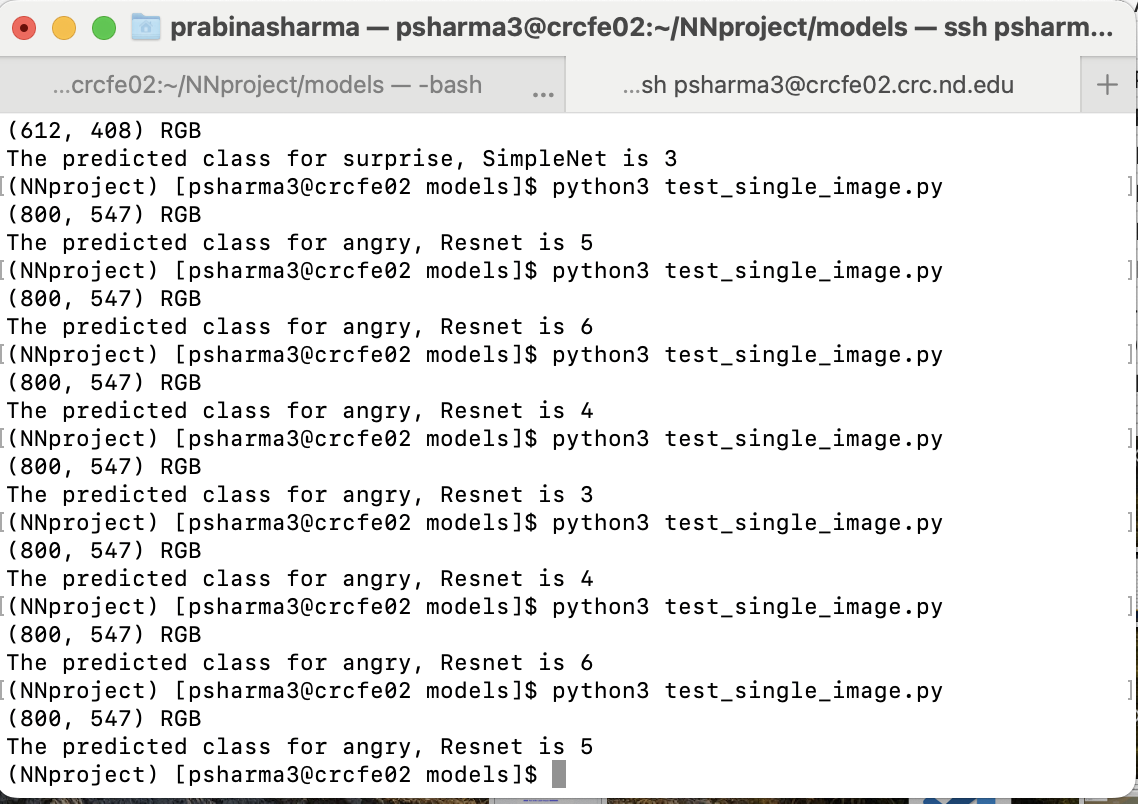 prabinasharma — psharma3@crcfe02:~/NNproject/models — ssh psharm...
...crcfe02:~/NNproject/models — -bash ... ...sh psharma3@crcfe02.crc.nd.edu +
(612, 408) RGB
The predicted class for surprise, SimpleNet is 3
[(NNproject) [psharma3@crcfe02 models]$ python3 test_single_image.py ]
(800, 547) RGB
The predicted class for angry, Resnet is 5
[(NNproject) [psharma3@crcfe02 models]$ python3 test_single_image.py ]
(800, 547) RGB
The predicted class for angry, Resnet is 6
[(NNproject) [psharma3@crcfe02 models]$ python3 test_single_image.py ]
(800, 547) RGB
The predicted class for angry, Resnet is 4
[(NNproject) [psharma3@crcfe02 models]$ python3 test_single_image.py ]
(800, 547) RGB
The predicted class for angry, Resnet is 3
[(NNproject) [psharma3@crcfe02 models]$ python3 test_single_image.py ]
(800, 547) RGB
The predicted class for angry, Resnet is 4
[(NNproject) [psharma3@crcfe02 models]$ python3 test_single_image.py ]
(800, 547) RGB
The predicted class for angry, Resnet is 6
[(NNproject) [psharma3@crcfe02 models]$ python3 test_single_image.py ]
(800, 547) RGB
The predicted class for angry, Resnet is 5
(NNproject) [psharma3@crcfe02 models]$